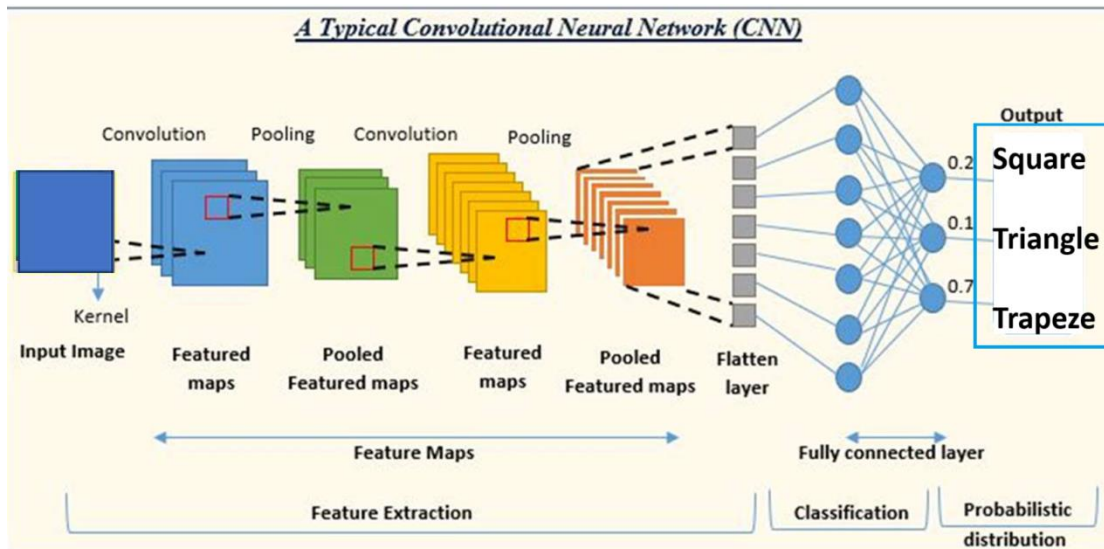 A Typical Convolutional Neural Network (CNN)
Convolution
Pooling
Convolution
Pooling
Output
0.2
Square
0.1
Triangle
0.7
Trapeze
Kernel
Input Image
Featured
maps
Pooled
Featured maps
Featured
maps
Pooled
Featured maps
Flatten
layer
Feature Maps
Fully connected layer
Feature Extraction
Classification
Probabilistic
distribution